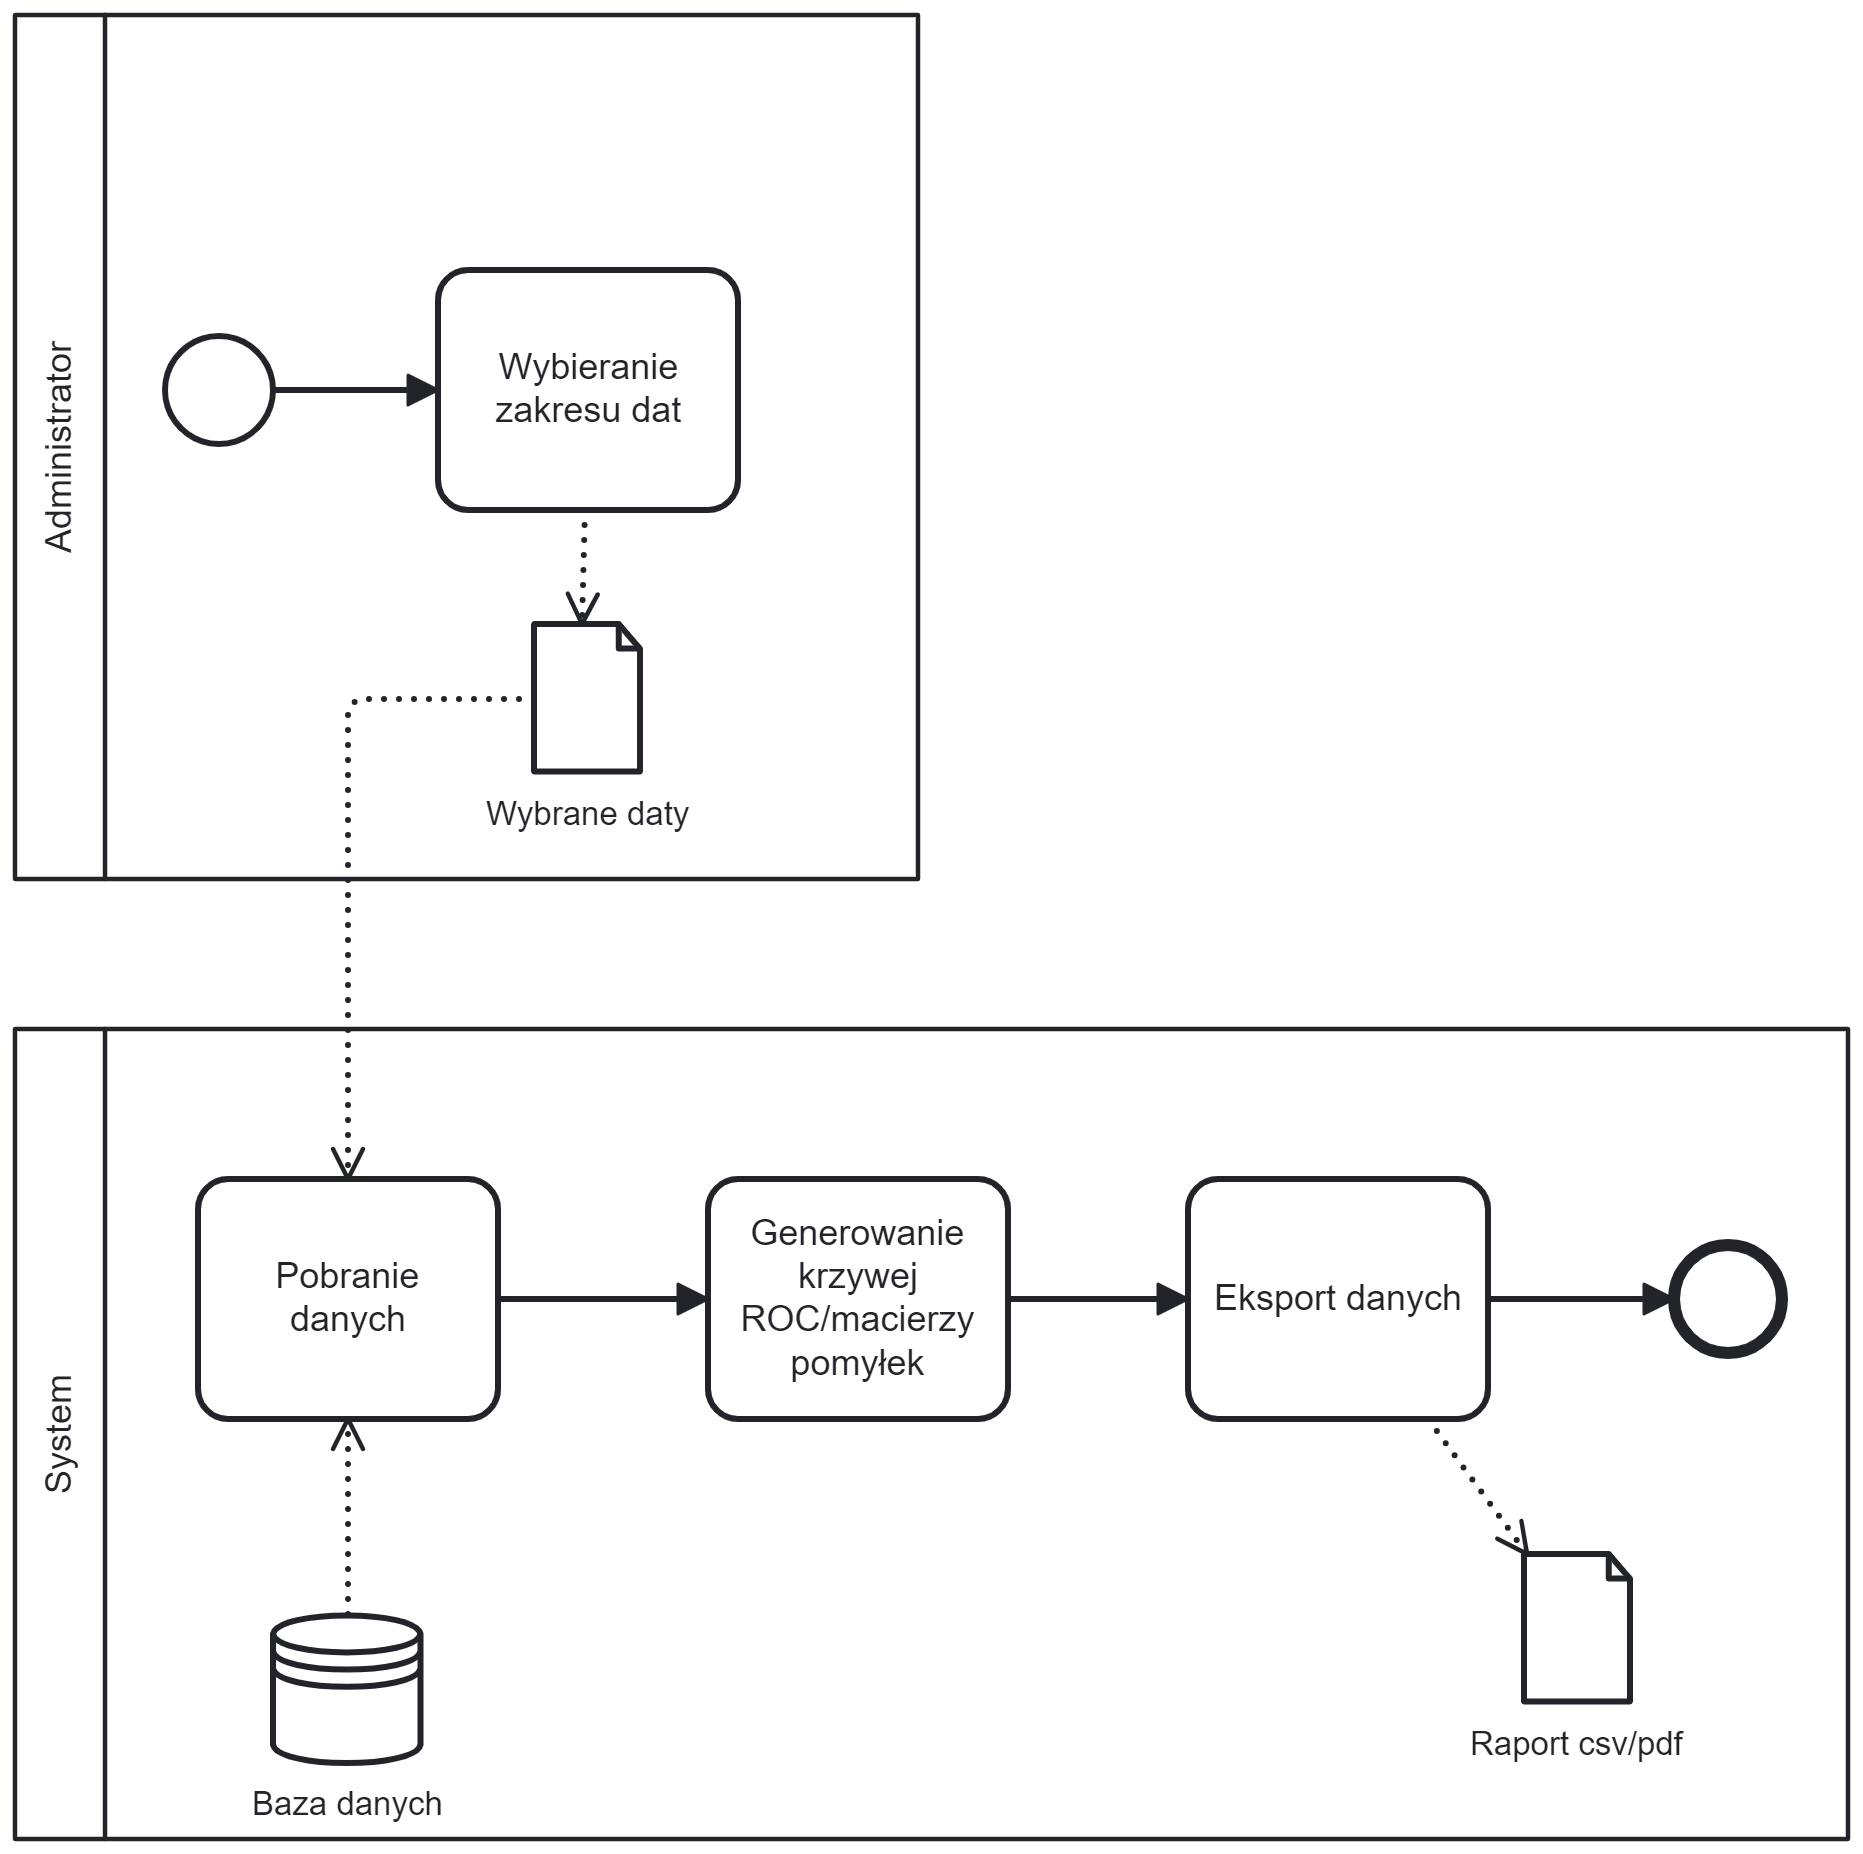 Administrator
Wybieranie
zakresu dat
Wybrane daty
System
Pobranie
danych
Generowanie
krzywej
ROC/macierzy
pomyłek
Eksport danych
Baza danych
Raport csv/pdf